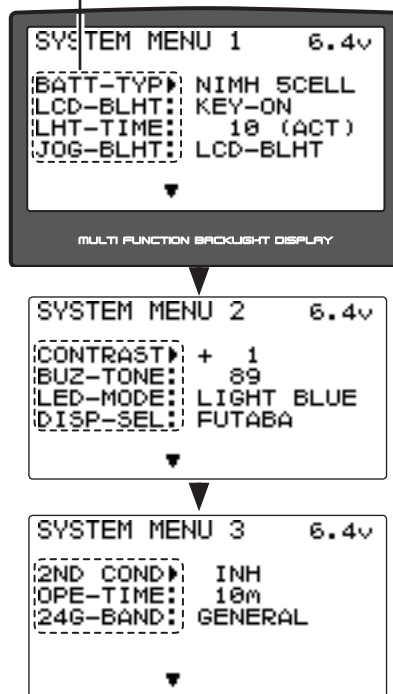 SYSTEM MENU 1 6.4v
BATT-TYP▶ NIMH 5CELL
LCD-BLHT: KEY-ON
LHT-TIME: 10 (ACT)
JOG-BLHT: LCD-BLHT
▼
MULTI FUNCTION BACKLIGHT DISPLAY
SYSTEM MENU 2 6.4v
CONTRAST▶ + 1
BUZ-TONE: 89
LED-MODE: LIGHT BLUE
DISP-SEL: FUTABA
▼
SYSTEM MENU 3 6.4v
2ND COND▶ INH
OPE-TIME: 10m
24G-BAND: GENERAL
▼